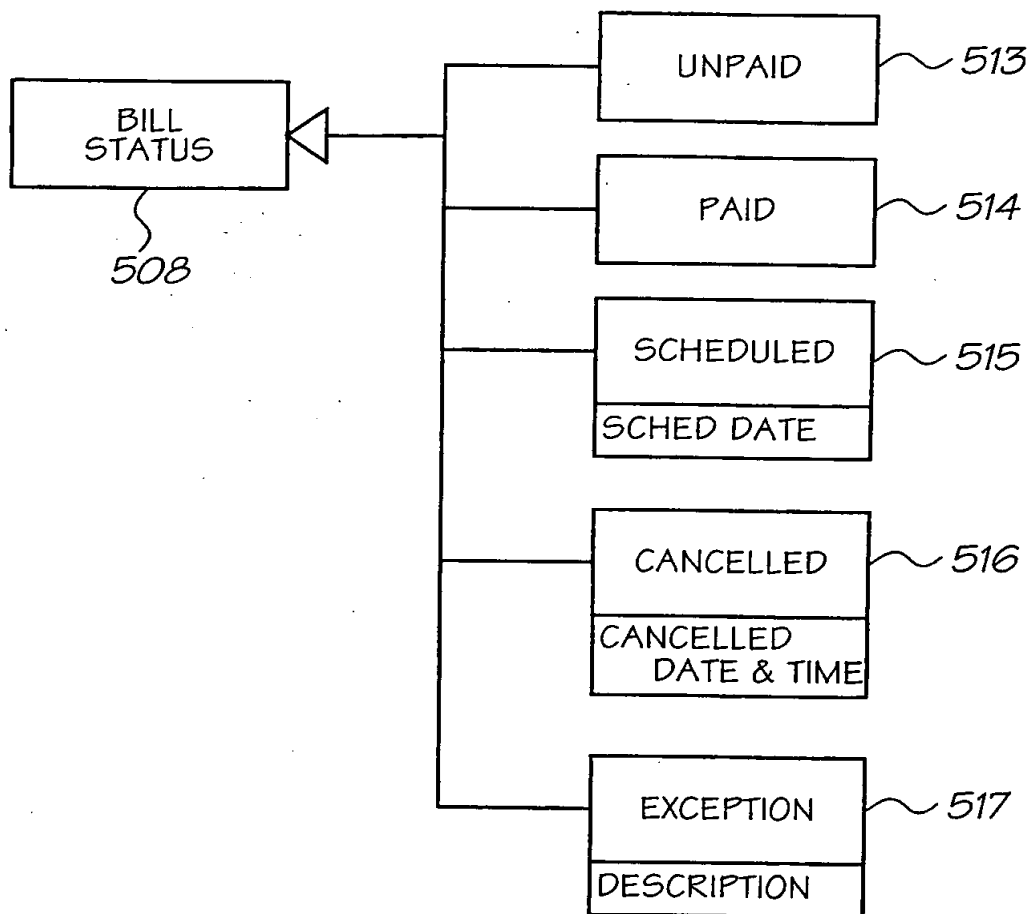 UNPAID
513
BILL
STATUS
508
PAID
514
SCHEDULED
515
SCHED DATE
CANCELLED
516
CANCELLED
DATE & TIME
EXCEPTION
517
DESCRIPTION